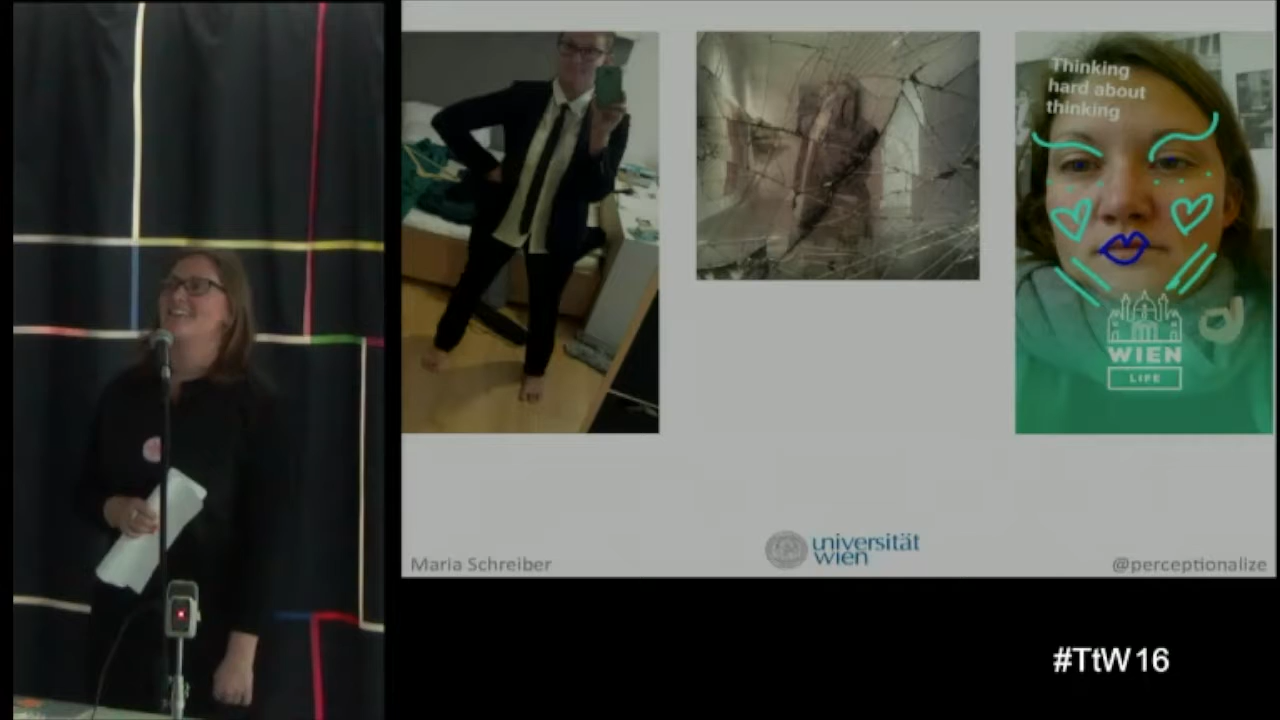 Thinking
hard about
thinking
WIEN
LIFE
Maria Schreiber
universität
wien
@perceptionalize
#TtW16